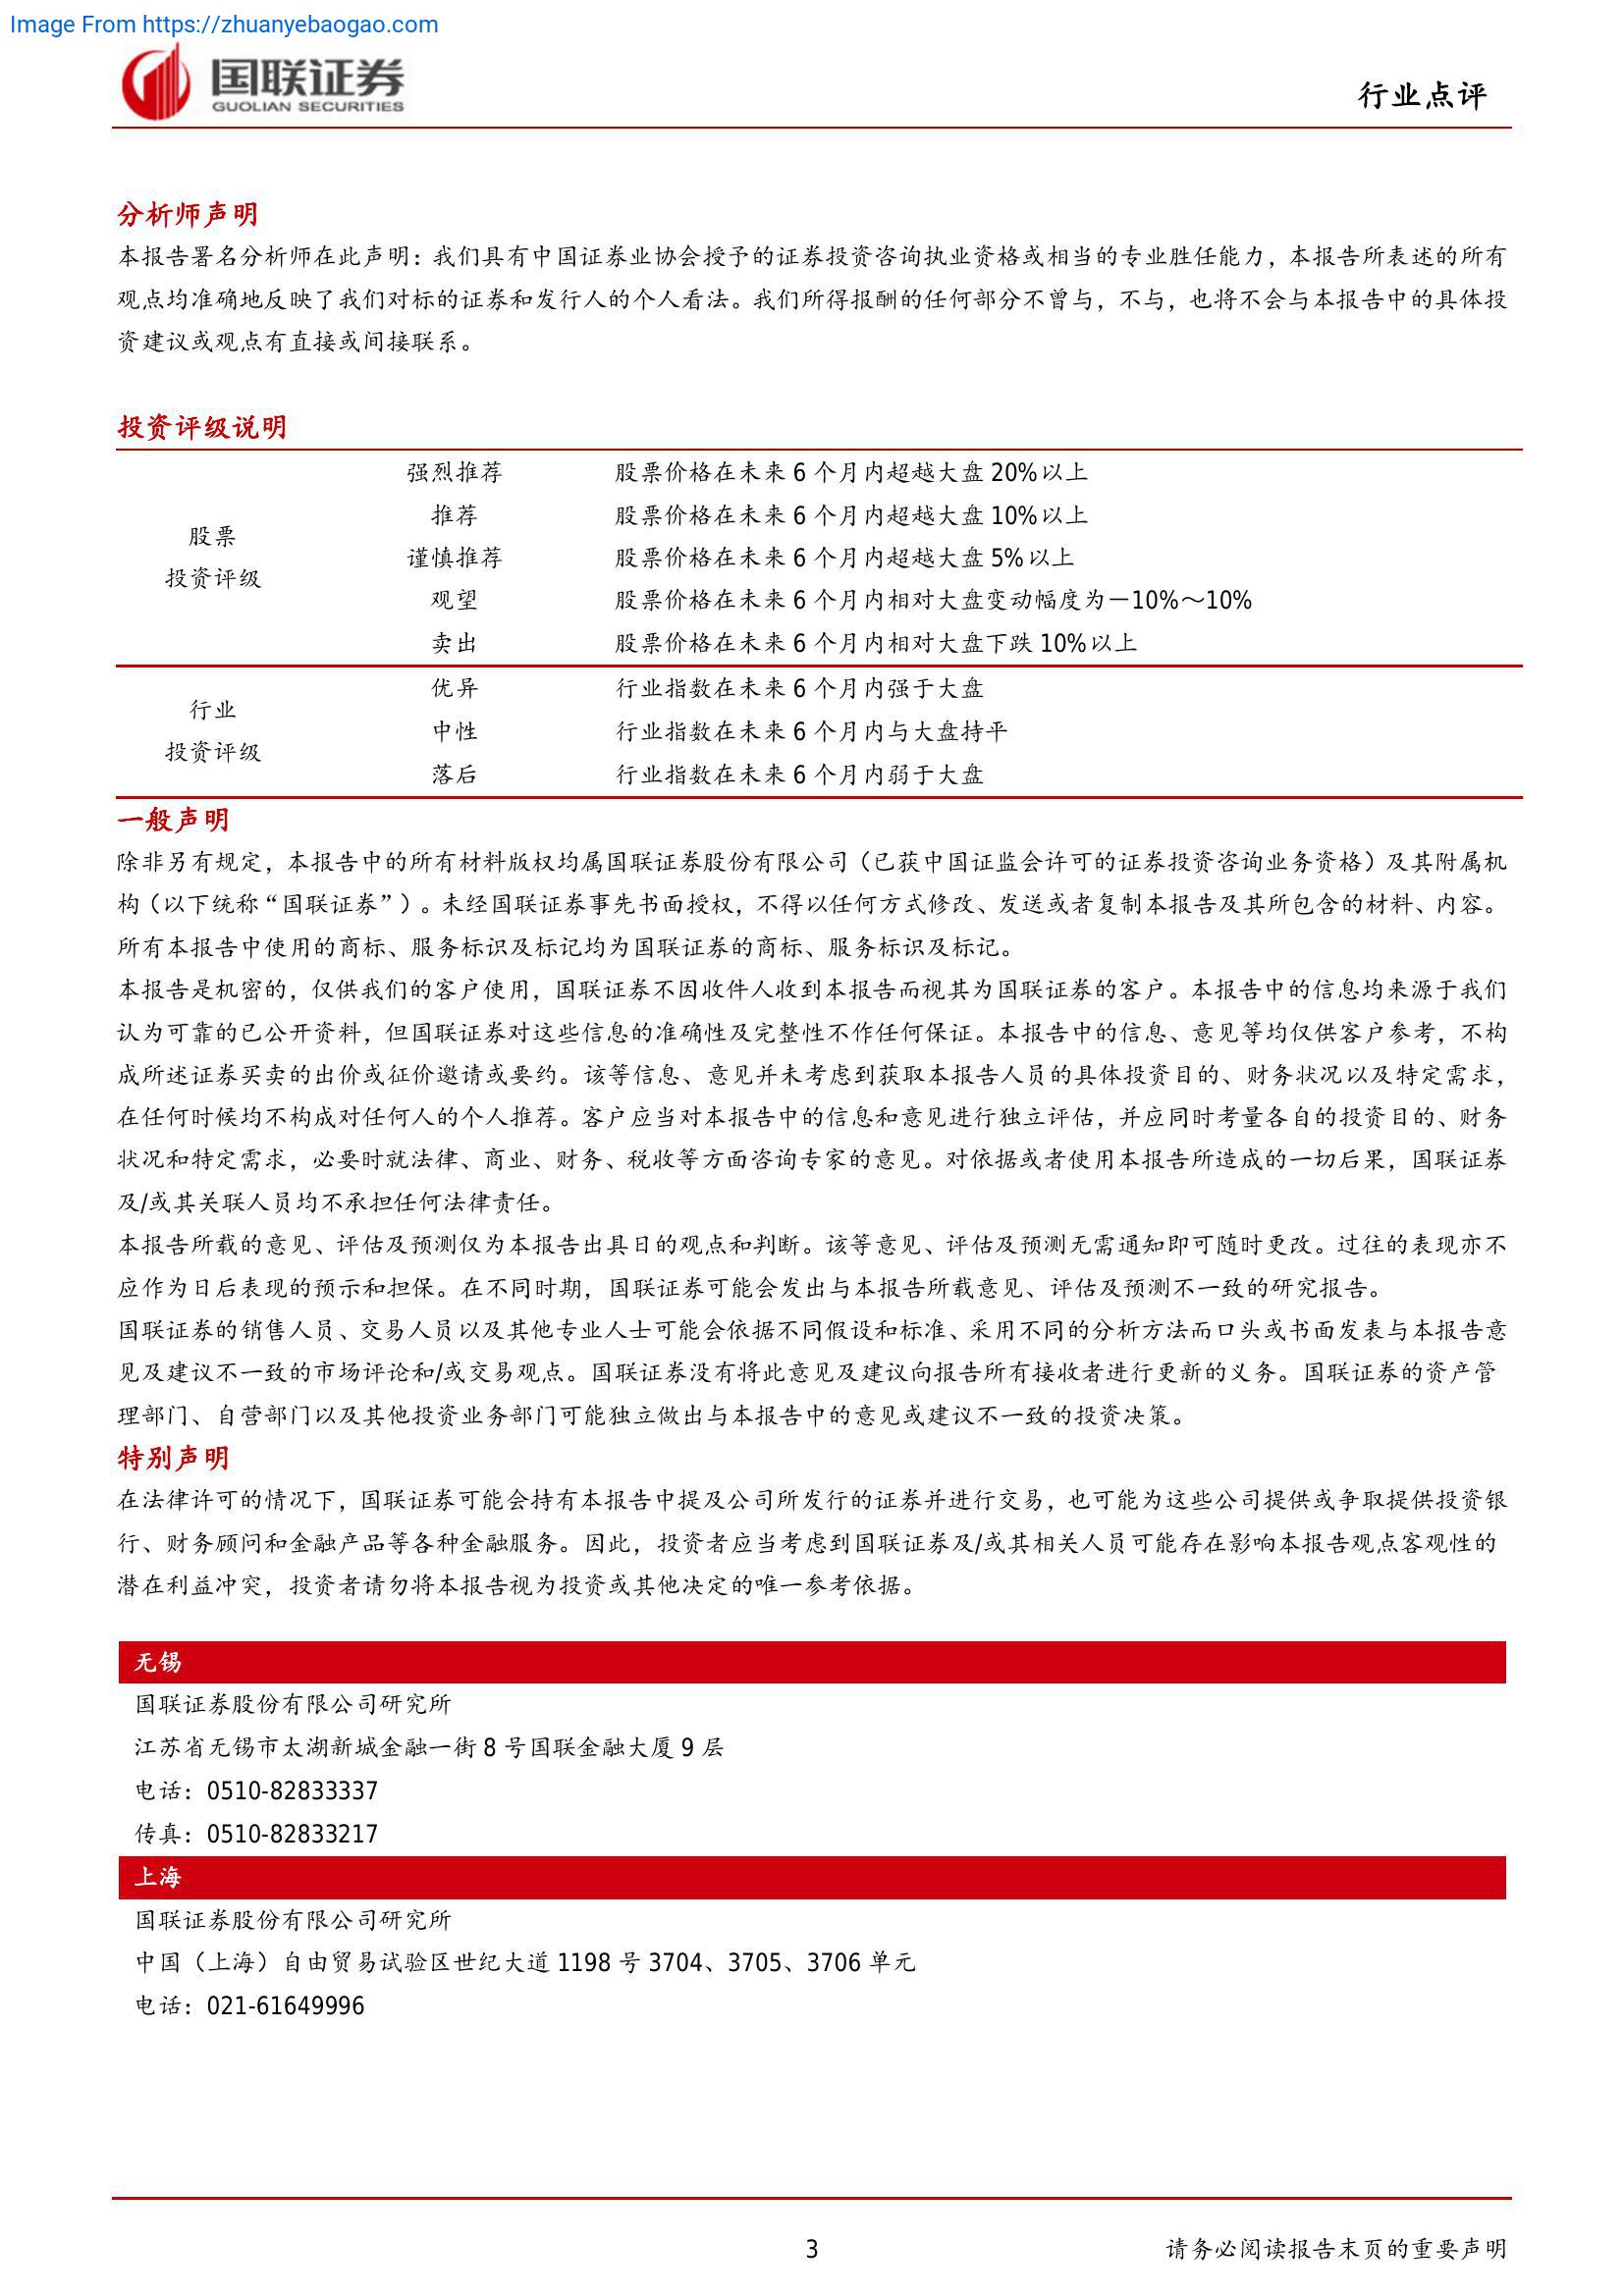 Image From https://zhuanyebaogao.com
国联证券
GUOLIAN SECURITIES
行业点评
分析师声明
本报告署名分析师在此声明：我们具有中国证券业协会授予的证券投资咨询执业资格或相当的专业胜任能力，本报告所表述的所有
观点均准确地反映了我们对标的证券和发行人的个人看法。我们所得报酬的任何部分不曾与，不与，也将不会与本报告中的具体投
资建议或观点有直接或间接联系。
投资评级说明
股票
投资评级
强烈推荐 股票价格在未来 6 个月内超越大盘 20%以上
推荐 股票价格在未来 6 个月内超越大盘 10%以上
谨慎推荐 股票价格在未来 6 个月内超越大盘 5%以上
观望 股票价格在未来 6 个月内相对大盘变动幅度为－10%～10%
卖出 股票价格在未来 6 个月内相对大盘下跌 10%以上
行业
投资评级
优异 行业指数在未来 6 个月内强于大盘
中性 行业指数在未来 6 个月内与大盘持平
落后 行业指数在未来 6 个月内弱于大盘
一般声明
除非另有规定，本报告中的所有材料版权均属国联证券股份有限公司（已获中国证监会许可的证券投资咨询业务资格）及其附属机
构（以下统称“国联证券”）。未经国联证券事先书面授权，不得以任何方式修改、发送或者复制本报告及其所包含的材料、内容。
所有本报告中使用的商标、服务标识及标记均为国联证券的商标、服务标识及标记。
本报告是机密的，仅供我们的客户使用，国联证券不因收件人收到本报告而视其为国联证券的客户。本报告中的信息均来源于我们
认为可靠的已公开资料，但国联证券对这些信息的准确性及完整性不作任何保证。本报告中的信息、意见等均仅供客户参考，不构
成所述证券买卖的出价或征价邀请或要约。该等信息、意见并未考虑到获取本报告人员的具体投资目的、财务状况以及特定需求，
在任何时候均不构成对任何人的个人推荐。客户应当对本报告中的信息和意见进行独立评估，并应同时考量各自的投资目的、财务
状况和特定需求，必要时就法律、商业、财务、税收等方面咨询专家的意见。对依据或者使用本报告所造成的一切后果，国联证券
及/或其关联人员均不承担任何法律责任。
本报告所载的意见、评估及预测仅为本报告出具日的观点和判断。该等意见、评估及预测无需通知即可随时更改。过往的表现亦不
应作为日后表现的预示和担保。在不同时期，国联证券可能会发出与本报告所载意见、评估及预测不一致的研究报告。
国联证券的销售人员、交易人员以及其他专业人士可能会依据不同假设和标准、采用不同的分析方法而口头或书面发表与本报告意
见及建议不一致的市场评论和/或交易观点。国联证券没有将此意见及建议向报告所有接收者进行更新的义务。国联证券的资产管
理部门、自营部门以及其他投资业务部门可能独立做出与本报告中的意见或建议不一致的投资决策。
特别声明
在法律许可的情况下，国联证券可能会持有本报告中提及公司所发行的证券并进行交易，也可能为这些公司提供或争取提供投资银
行、财务顾问和金融产品等各种金融服务。因此，投资者应当考虑到国联证券及/或其相关人员可能存在影响本报告观点客观性的
潜在利益冲突，投资者请勿将本报告视为投资或其他决定的唯一参考依据。
无锡
国联证券股份有限公司研究所
江苏省无锡市太湖新城金融一街 8 号国联金融大厦 9 层
电话：0510-82833337
传真：0510-82833217
上海
国联证券股份有限公司研究所
中国（上海）自由贸易试验区世纪大道 1198 号 3704、3705、3706 单元
电话：021-61649996
3
请务必阅读报告末页的重要声明